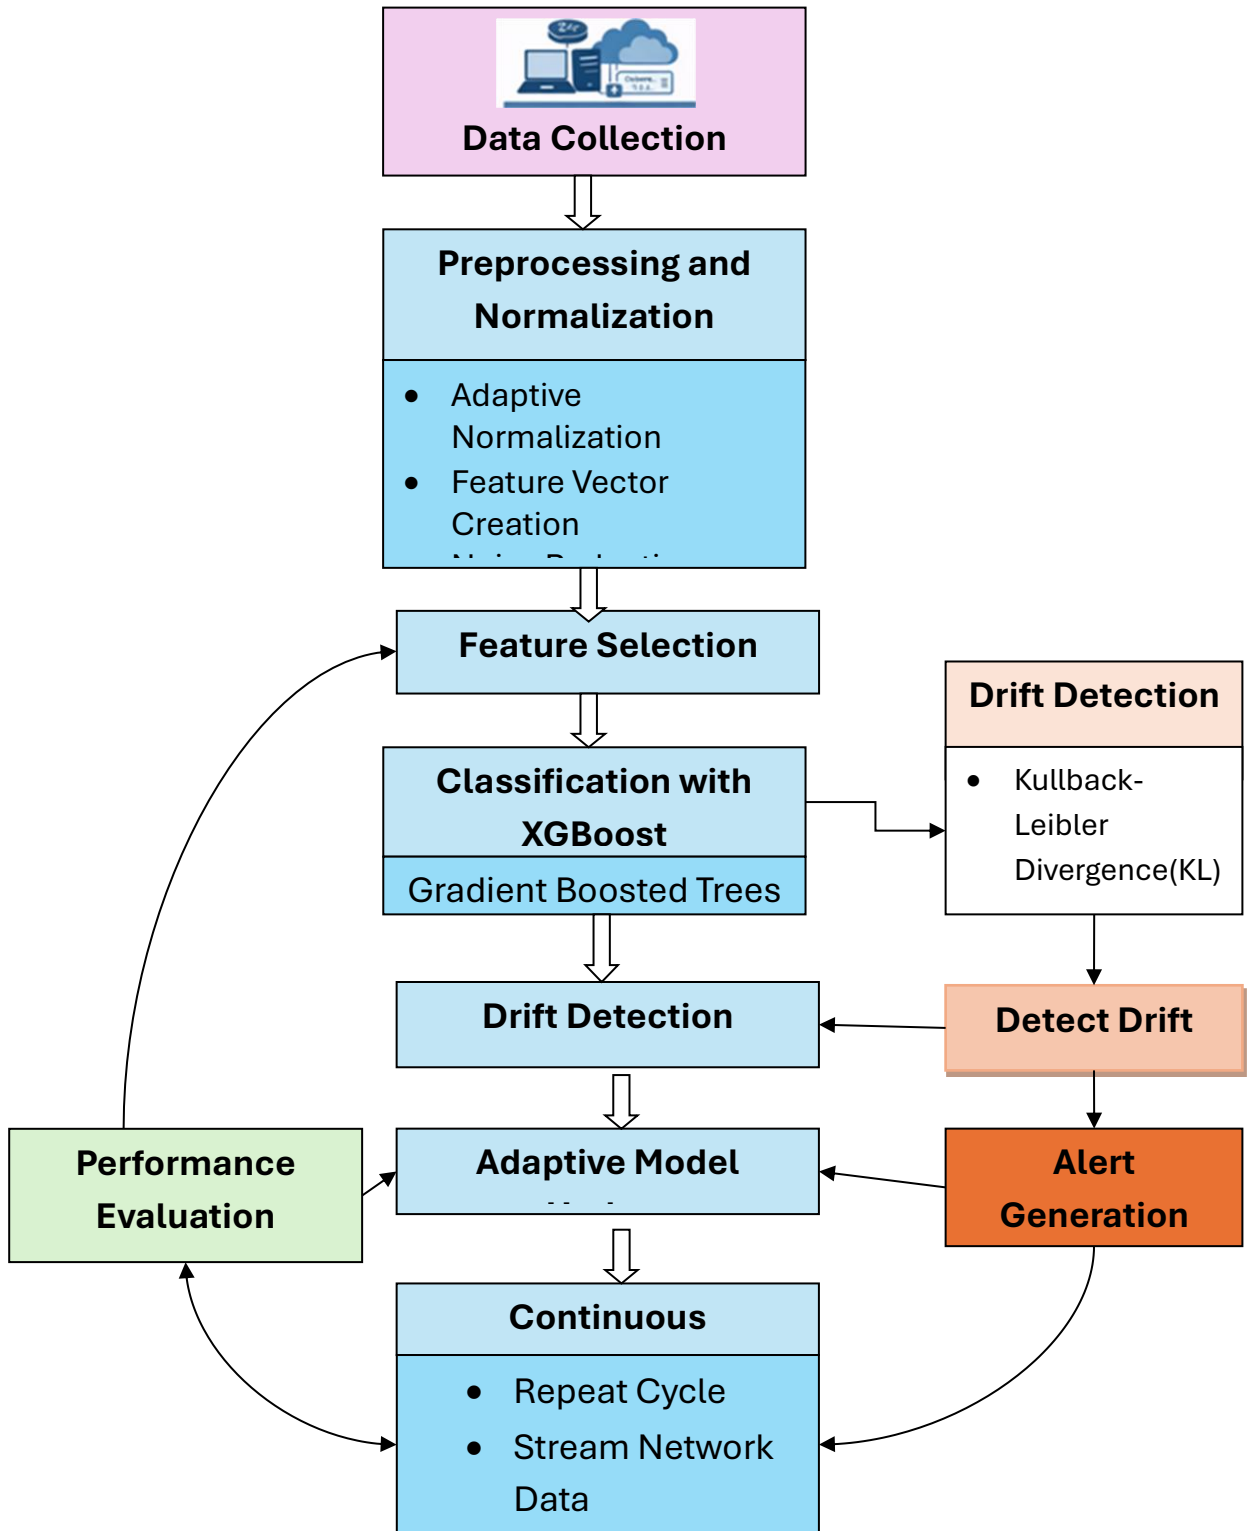 Data Collection
Preprocessing and
Normalization
• Adaptive
Normalization
• Feature Vector
Creation
Feature Selection
Drift Detection
Classification with
XGBoost
• Kullback-
Leibler
Divergence(KL)
Gradient Boosted Trees
Drift Detection
Detect Drift
Performance
Evaluation
Adaptive Model
Alert
Generation
Continuous
• Repeat Cycle
• Stream Network
Data